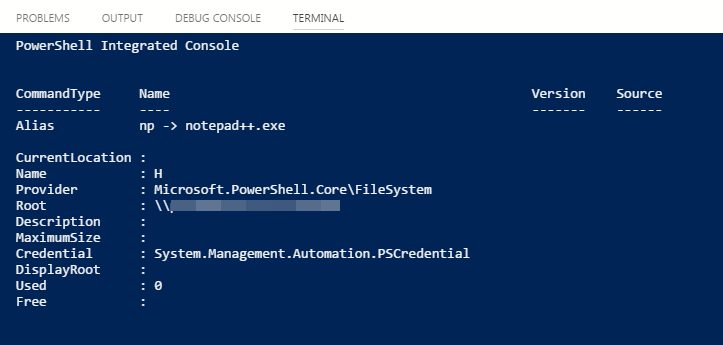 PROBLEMS OUTPUT DEBUG CONSOLE TERMINAL
PowerShell Integrated Console
CommandType Name Version Source
----------- ---- ------- ------
Alias np -> notepad++.exe
CurrentLocation :
Name : H
Provider : Microsoft.PowerShell.Core\FileSystem
Root : \\
Description :
MaximumSize :
Credential : System.Management.Automation.PSCredential
DisplayRoot :
Used : 0
Free :